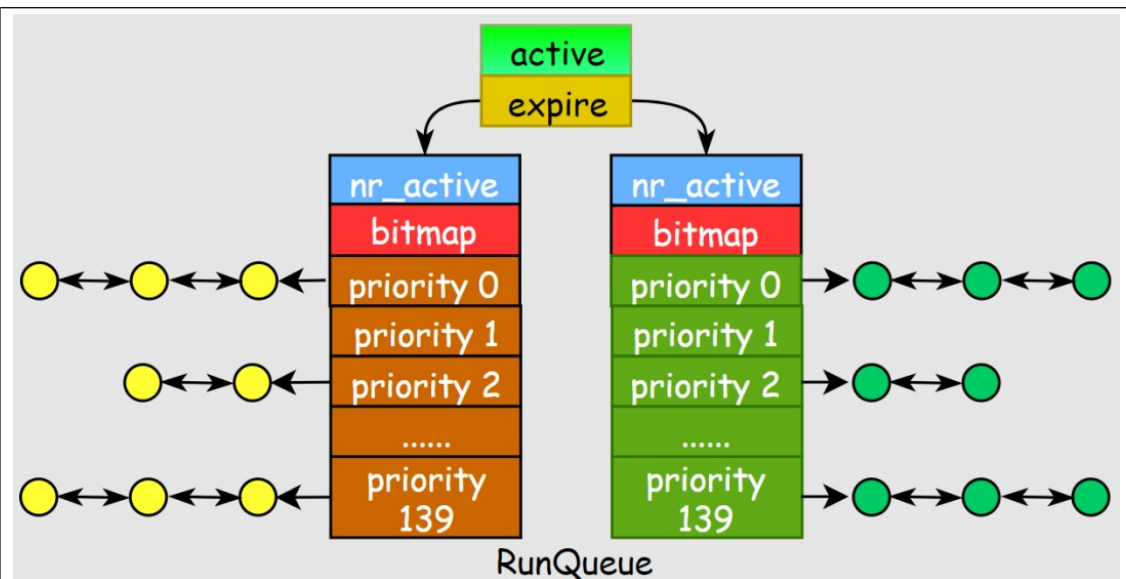 active
expire
nr_active
bitmap
priority 0
priority 1
priority 2
......
priority
139
nr_active
bitmap
priority 0
priority 1
priority 2
......
priority
139
RunQueue